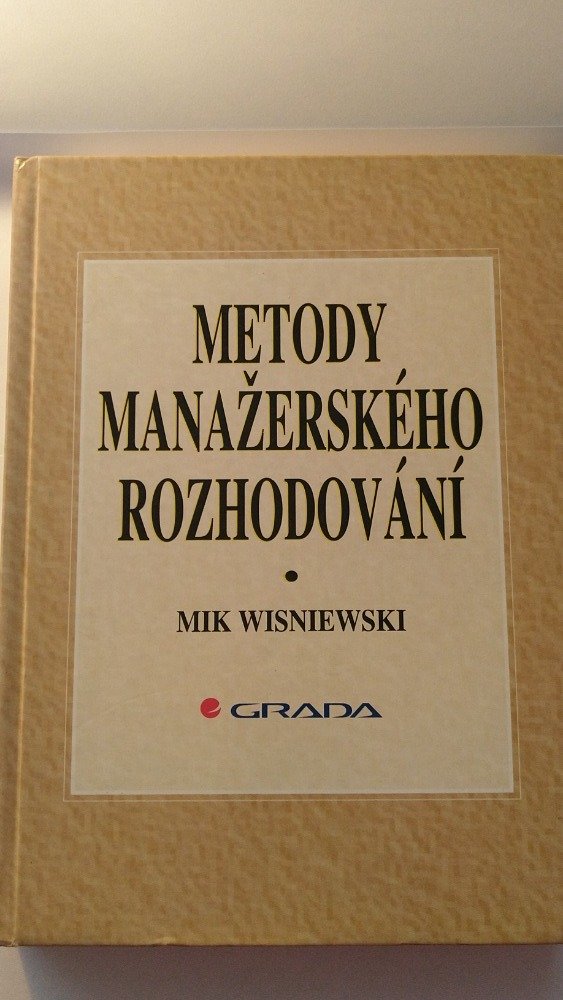 METODY
MANAŽERSKÉHO
ROZHODOVÁNÍ
•
MIK WISNIEWSKI
GRADA